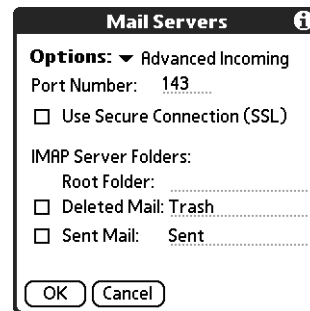 Mail Servers
Options: Advanced Incoming
Port Number: 143
Use Secure Connection (SSL)
IMAP Server Folders:
Root Folder:
Deleted Mail: Trash
Sent Mail: Sent
OK Cancel